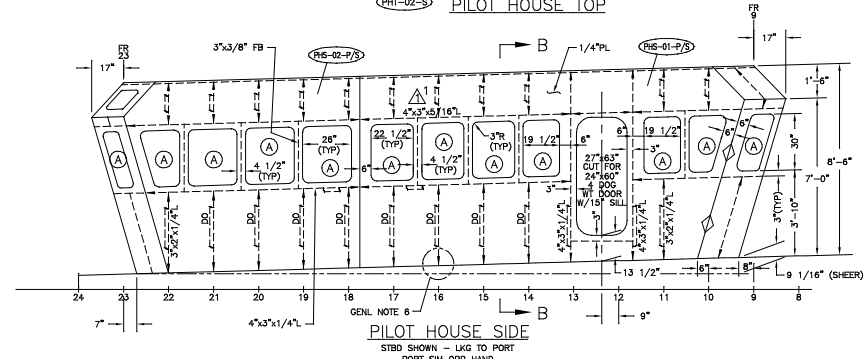 PHT-02-S
PILOT HOUSE TOP
FR 23
17"
3"x3/8" FB
PHS-02-P/S
B
1/4"PL
PHS-01-P/S
FR 9
17"
1'-6"
1
4"x3"x5/16"L
28" (TYP)
22 1/2" (TYP)
3"R (TYP)
19 1/2"
6"
6"
19 1/2"
6"
6"
30"
A A A A A A A A A A A
4 1/2" (TYP)
6"
4 1/2" (TYP)
27"x63"
CUT FOR
24"x60"
4 DOG
WT DOOR
W/15" SILL
3"
3"
3"
8'-6"
7'-0"
3'-10"
3"(TYP)
3"x2"x1/4"L
DO DO DO DO DO DO DO DO
4"x3"x1/4"L
4"x3"x1/4"L
3"x2"x1/4"L
13 1/2"
6"
8"
9 1/16" (SHEER)
24 23 22 21 20 19 18 17 16 15 14 13 12 11 10 9 8
7"
4"x3"x1/4"L
GENL NOTE 6
B
9"
PILOT HOUSE SIDE
STBD SHOWN - LKG TO PORT
PORT SIM OPP HAND